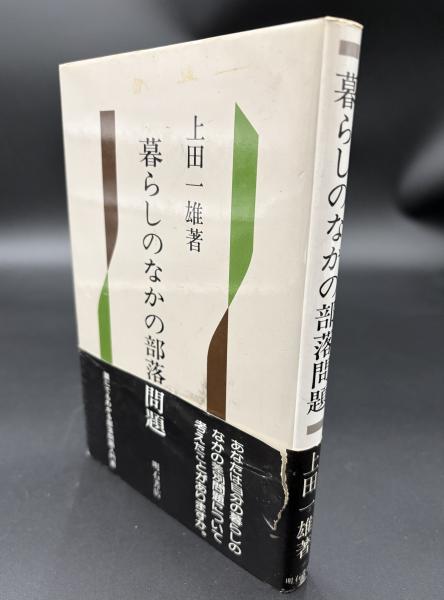 上田一雄著
暮らしのなかの部落問題
明石書店
あなたは自分の暮らしの
なかの差別問題について
考えたことがありますか。
暮らしのなかの部落問題
上田一雄著